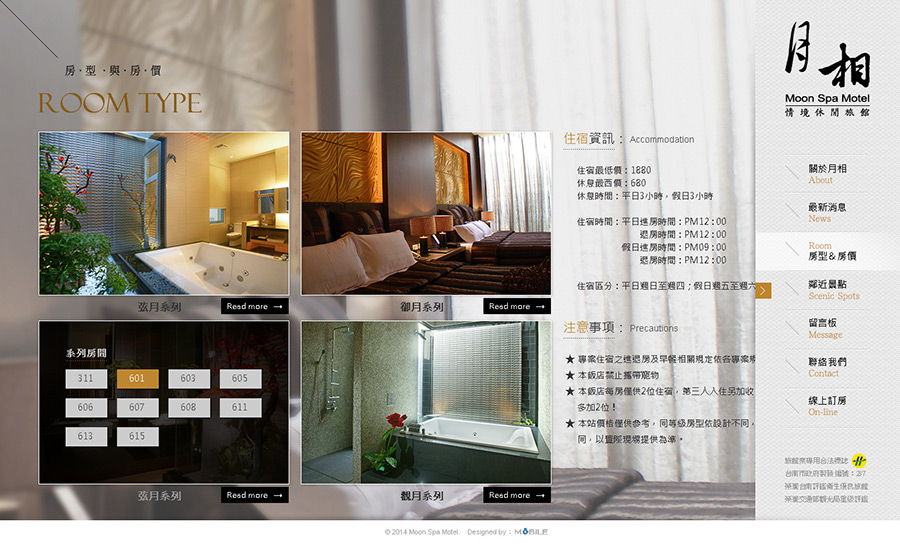 房‧型‧與‧房‧價
ROOM TYPE
弦月系列
Read more →
御月系列
Read more →
系列房間
311
601
603
605
606
607
608
611
613
615
弦月系列
Read more →
觀月系列
Read more →
住宿資訊： Accommodation
住宿最低價：1880
休息最西價：680
休息時間：平日3小時，假日3小時
住宿時間：平日進房時間：PM12：00
退房時間：PM12：00
假日進房時間：PM09：00
退房時間：PM12：00
住宿區分：平日週日至週四；假日週五至週六
注意事項： Precautions
★ 專案住宿之進退房及早餐相關規定依各專案
★ 本飯店禁止攜帶寵物
★ 本飯店每房僅供2位住宿，第三人入住另加收
多加2位！
★ 本站價格僅供參考，同等級房型依設計不同，
同，以實際現場提供為準。
月相
Moon Spa Motel
情境休閒旅館
關於月相
About
最新消息
News
Room
房型&房價
鄰近景點
Scenic Spots
留言板
Message
聯絡我們
Contact
線上訂房
On-line
旅館業專用合法標誌
台南市政府製發 編號：287
榮獲台南評鑑衛生優良旅館
榮獲交通部觀光局星級評鑑
© 2014 Moon Spa Motel. Designed by：MOBILE